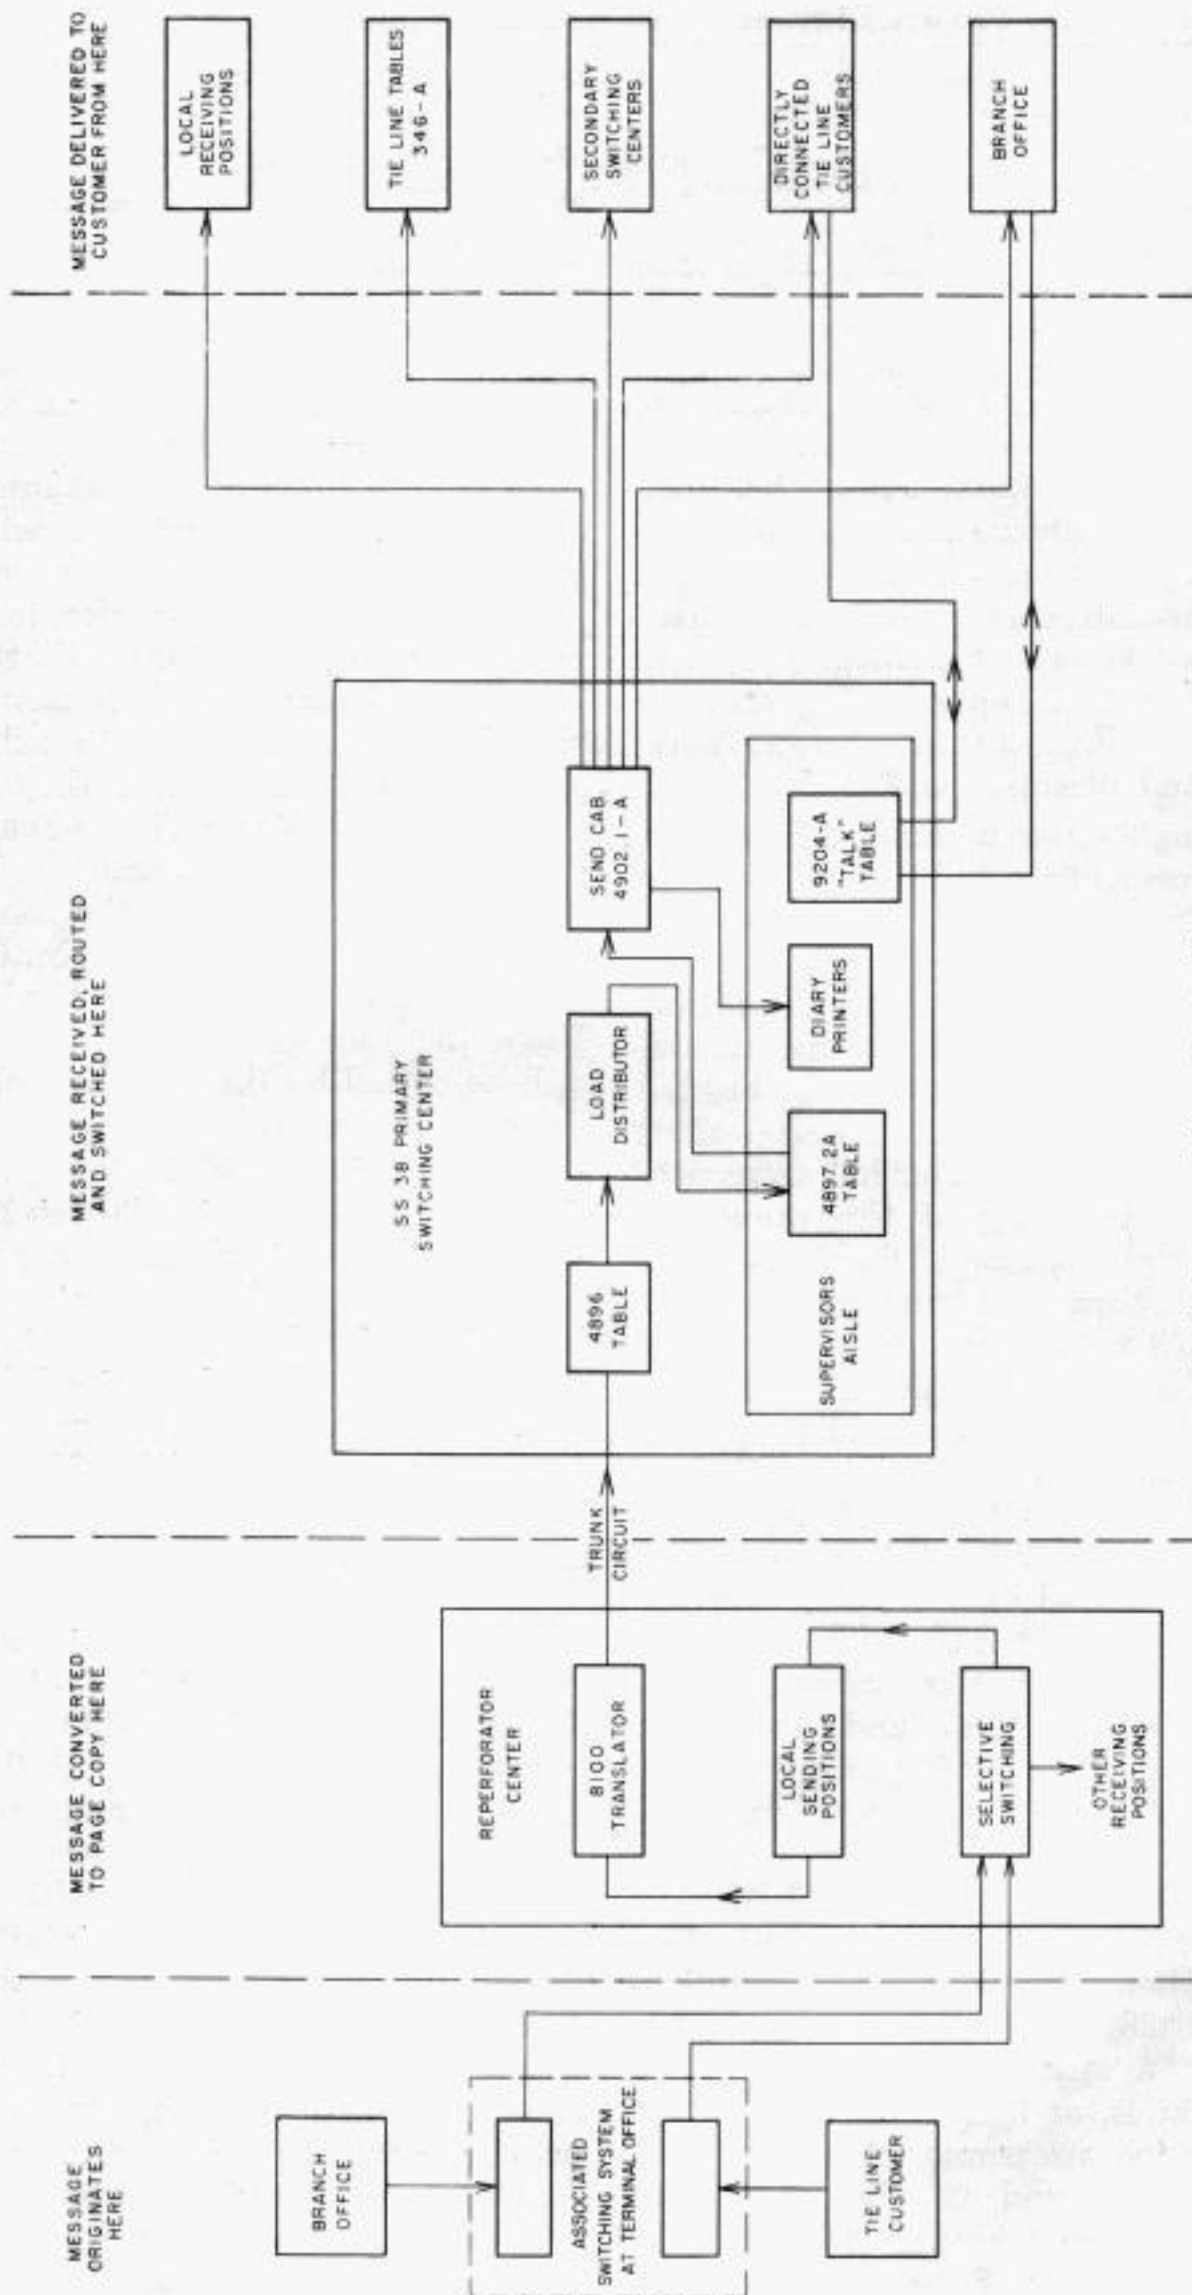 MESSAGE
ORIGINATES
HERE
BRANCH
OFFICE
ASSOCIATED
SWITCHING SYSTEM
AT TERMINAL OFFICE
TIE LINE
CUSTOMER
MESSAGE CONVERTED
TO PAGE COPY HERE
REPERFORATOR
CENTER
8100
TRANSLATOR
LOCAL
SENDING
POSITIONS
SELECTIVE
SWITCHING
OTHER
RECEIVING
POSITIONS
TRUNK
CIRCUIT
MESSAGE RECEIVED, ROUTED
AND SWITCHED HERE
SS 38 PRIMARY
SWITCHING CENTER
4896
TABLE
LOAD
DISTRIBUTOR
SEND CAB.
4902.1-A
SUPERVISORS
AISLE
4897.2A
TABLE
DIARY
PRINTERS
9204-A
"TALK"
TABLE
MESSAGE DELIVERED TO
CUSTOMER FROM HERE
LOCAL
RECEIVING
POSITIONS
TIE LINE TABLES
346-A
SECONDARY
SWITCHING
CENTERS
DIRECTLY
CONNECTED
TIE LINE
CUSTOMERS
BRANCH
OFFICE